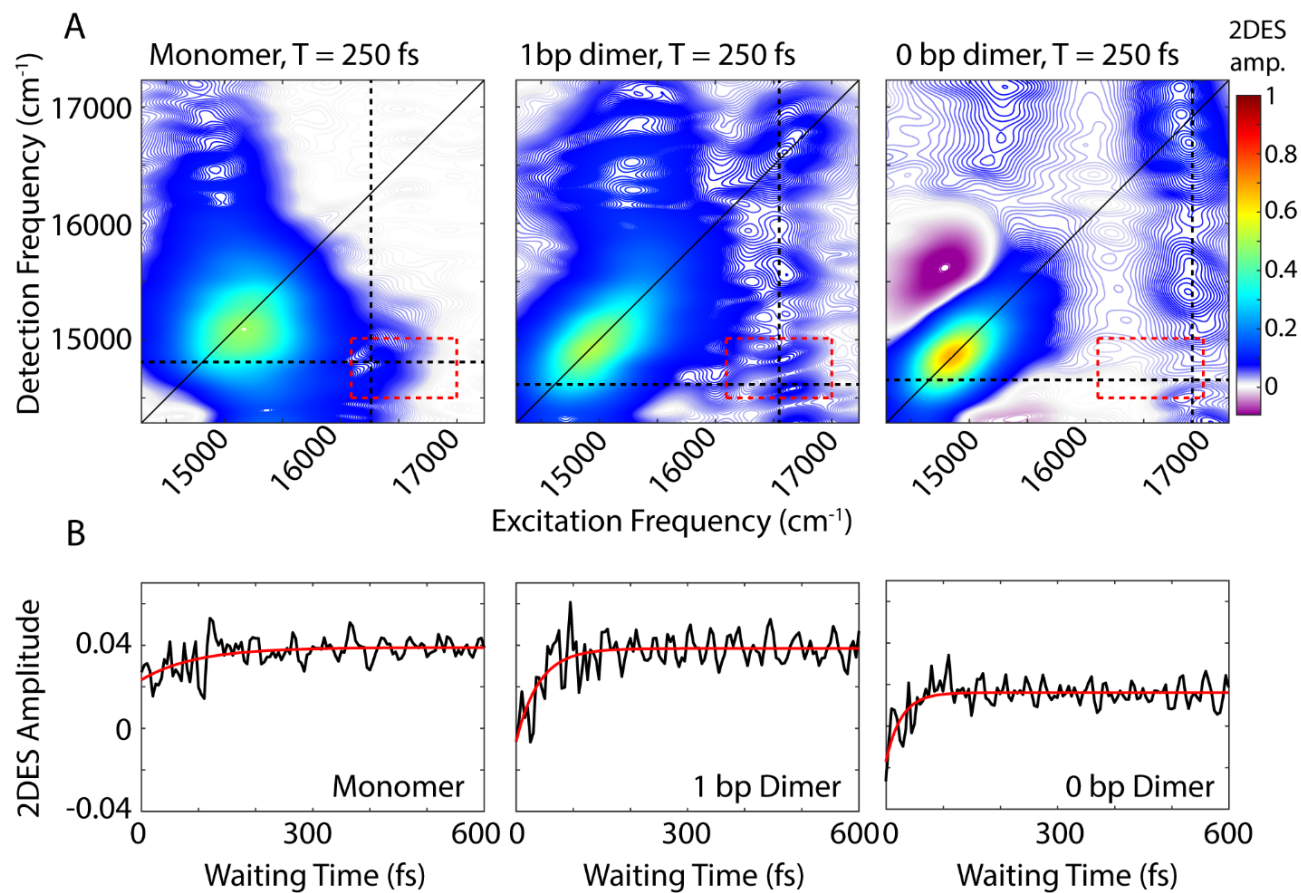 A
Monomer, T = 250 fs
1bp dimer, T = 250 fs
0 bp dimer, T = 250 fs
2DES
amp.
Detection Frequency (cm⁻¹)
17000
16000
15000
1
0.8
0.6
0.4
0.2
0
15000
16000
17000
15000
16000
17000
15000
16000
17000
Excitation Frequency (cm⁻¹)
B
2DES Amplitude
0.04
0
-0.04
Monomer
1 bp Dimer
0 bp Dimer
0
300
600
0
300
600
0
300
600
Waiting Time (fs)
Waiting Time (fs)
Waiting Time (fs)